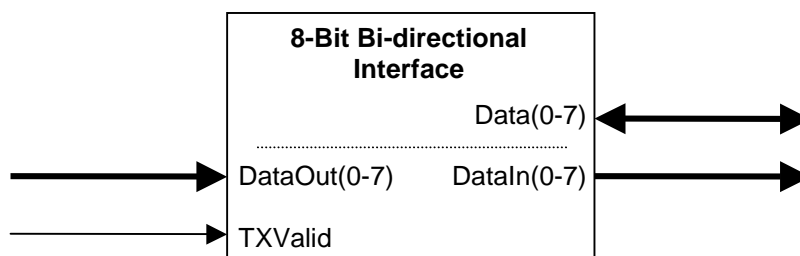 8-Bit Bi-directional
Interface
Data(0-7)
DataOut(0-7) DataIn(0-7)
TXValid